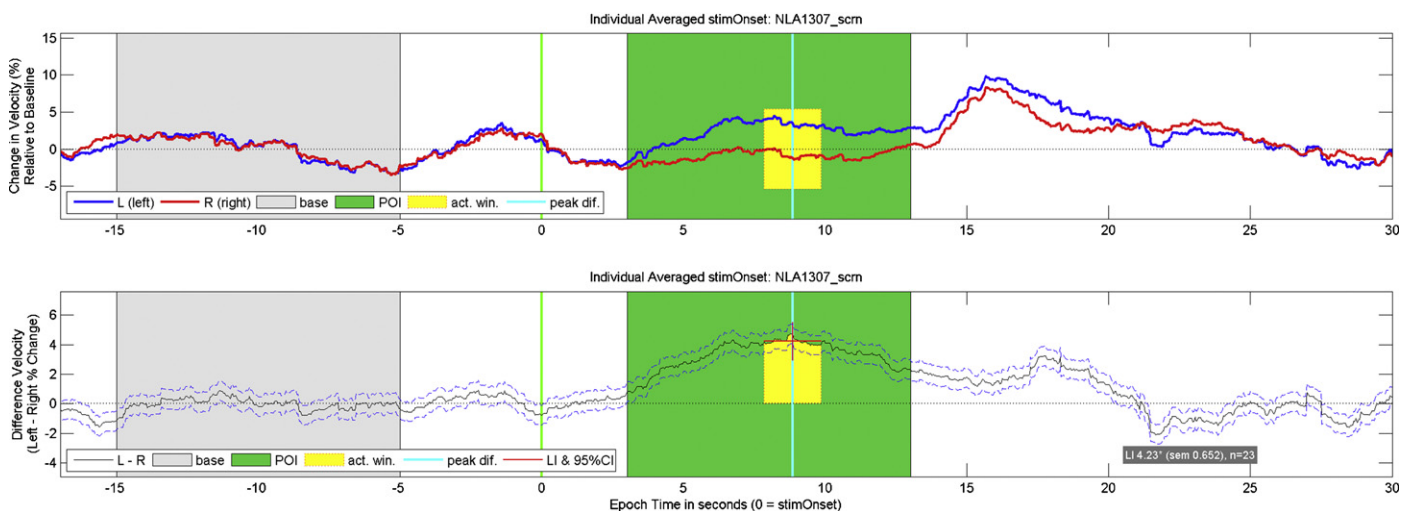 Individual Averaged stimOnset: NLA1307_scrn
Change in Velocity (%)
Relative to Baseline
15
10
5
0
-5
L (left) R (right) base POI act. win. peak dif.
-15 -10 -5 0 5 10 15 20 25 30
Individual Averaged stimOnset: NLA1307_scrn
Difference Velocity
(Left - Right % Change)
6
4
2
0
-2
-4
L - R base POI act. win. peak dif. LI & 95%CI
LI 4.23* (sem 0.652), n=23
-15 -10 -5 0 5 10 15 20 25 30
Epoch Time in seconds (0 = stimOnset)